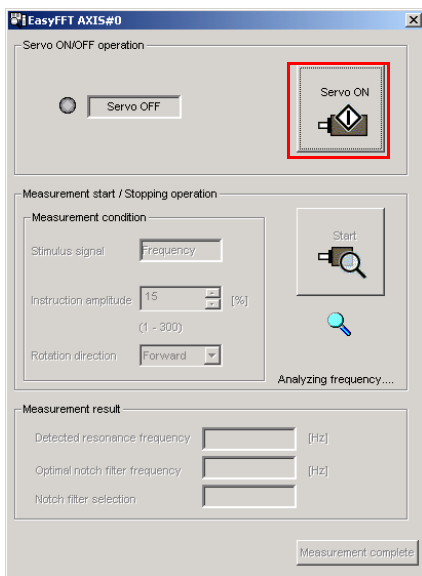 EasyFFT AXIS#0
Servo ON/OFF operation
Servo OFF
Servo ON
Measurement start / Stopping operation
Measurement condition
Stimulus signal
Frequency
Start
Instruction amplitude
15
[%]
(1 - 300)
Rotation direction
Forward
Analyzing frequency....
Measurement result
Detected resonance frequency
[Hz]
Optimal notch filter frequency
[Hz]
Notch filter selection
Measurement complete